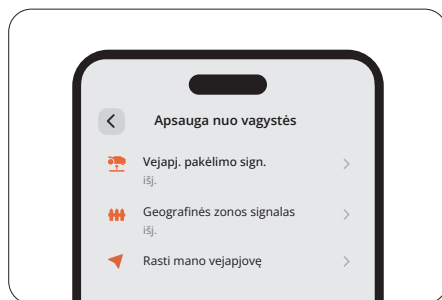 Apsauga nuo vagystės
Vejapj. pakėlimo sign.
išj.
Geografinės zonos signalas
išj.
Rasti mano vejapjovę